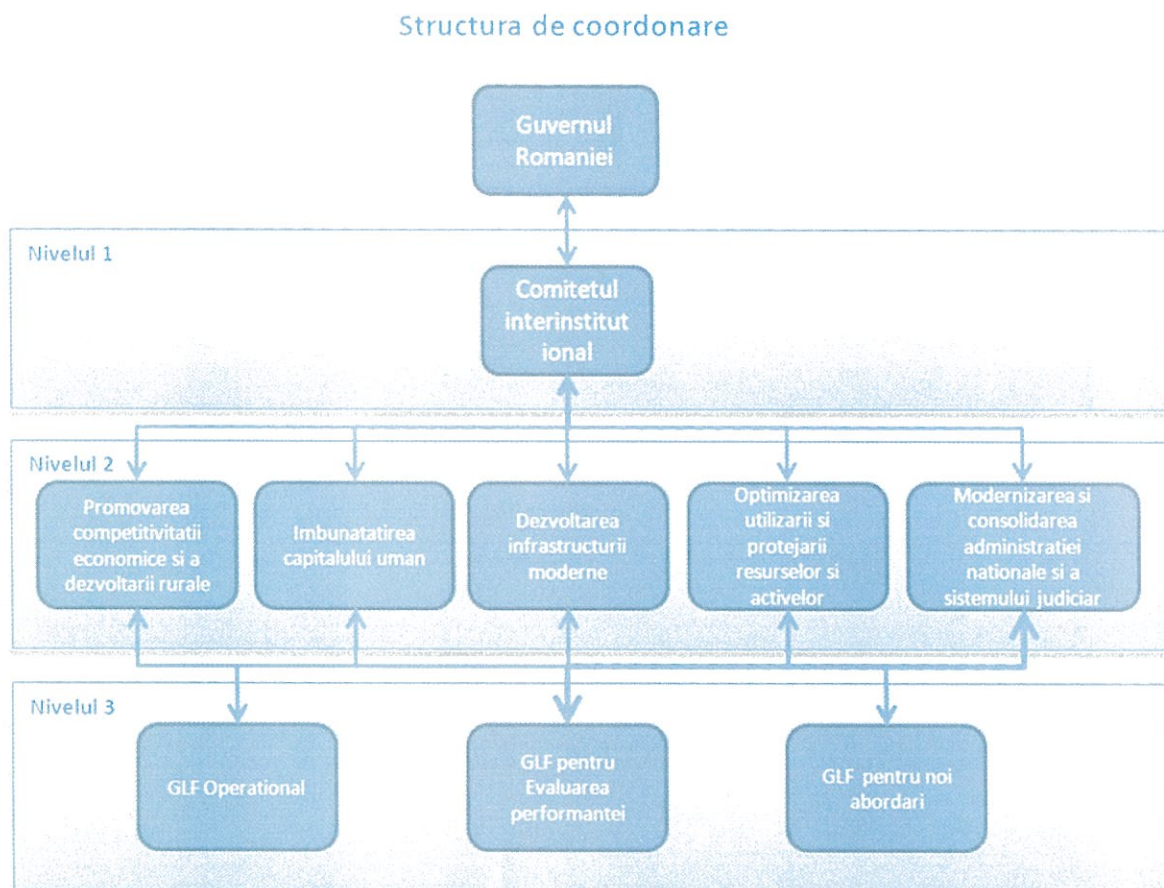 Structura de coordonare
Guvernul
Romaniei
Nivelul 1
Comitetul
interinstitut
ional
Nivelul 2
Promovarea
competitivitatii
economice si a
dezvoltarii rurale
Imbunatatirea
capitalului uman
Dezvoltarea
infrastructurii
moderne
Optimizarea
utilizarii si
protejarii
resurselor si
activelor
Modernizarea si
consolidarea
administratiei
nationale si a
sistemului judiciar
Nivelul 3
GLF Operational
GLF pentru
Evaluarea
performantei
GLF pentru noi
abordari